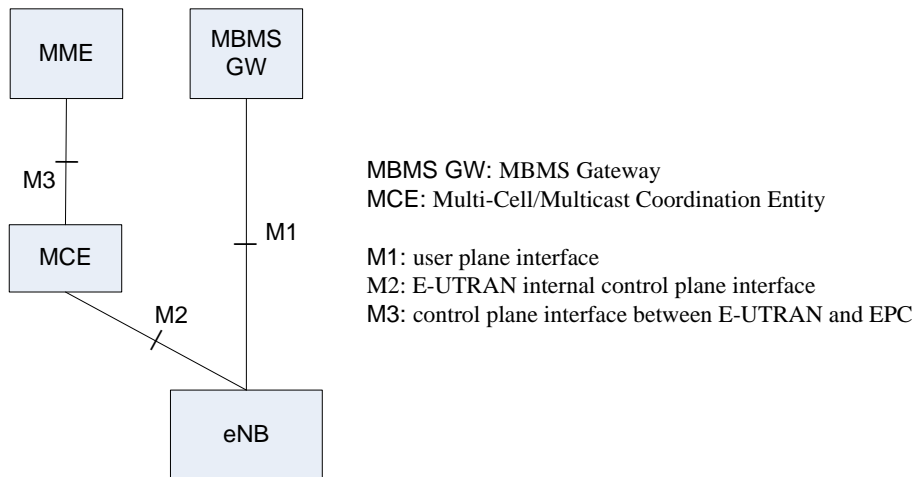 MME
MBMS
GW
M3
M1
MCE
M2
eNB
MBMS GW: MBMS Gateway
MCE: Multi-Cell/Multicast Coordination Entity
M1: user plane interface
M2: E-UTRAN internal control plane interface
M3: control plane interface between E-UTRAN and EPC